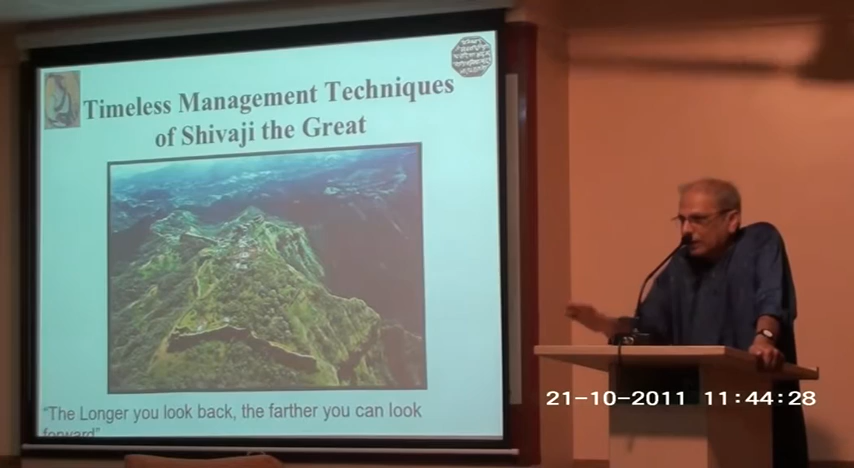 Timeless Management Techniques
of Shivaji the Great
"The Longer you look back, the farther you can look
forward"
21-10-2011 11:44:28